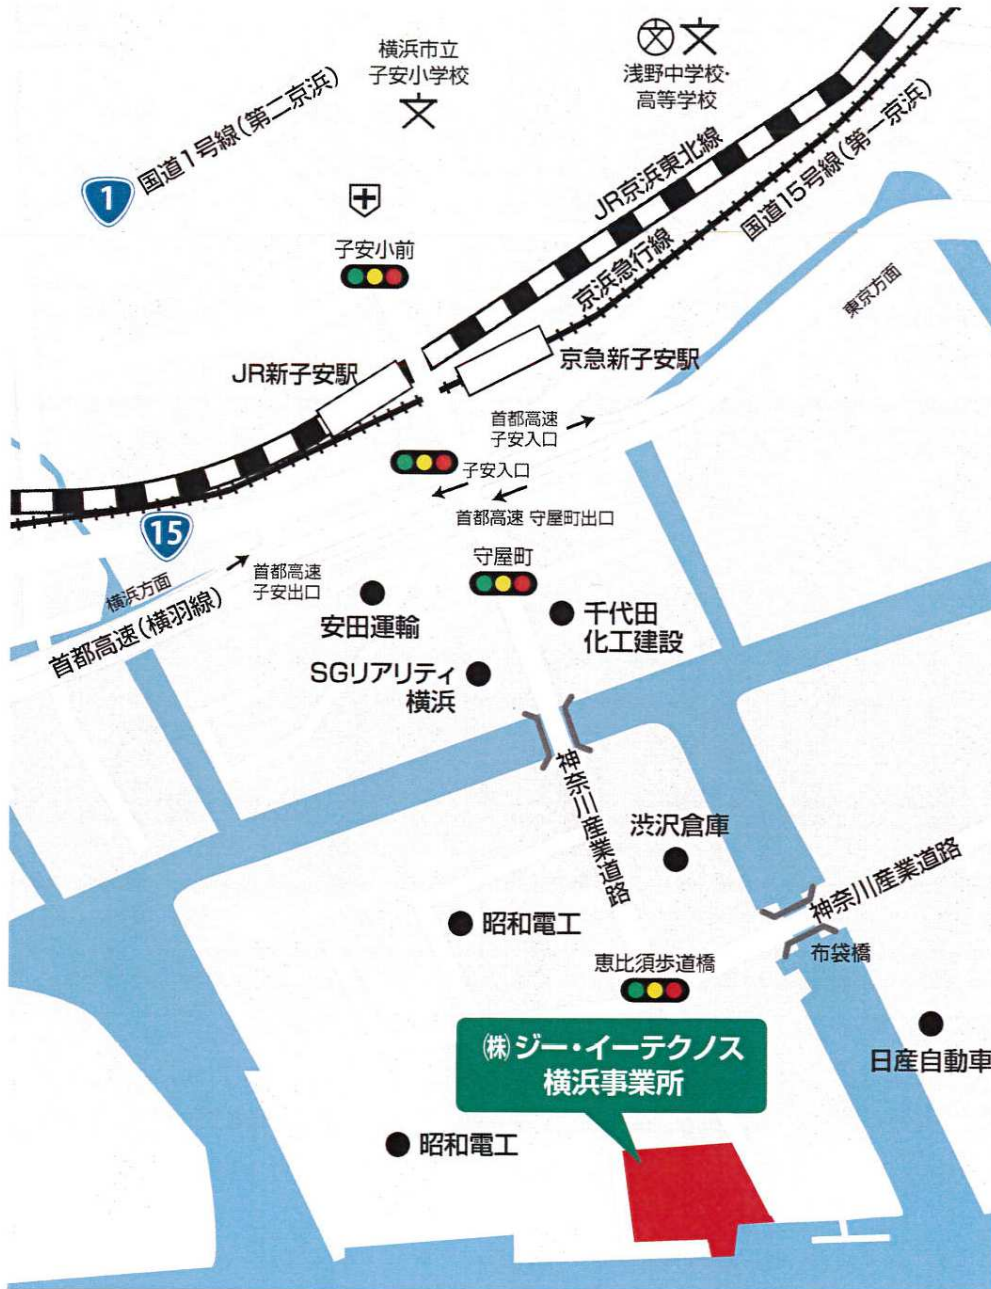 横浜市立
子安小学校
浅野中学校・
高等学校
国道1号線(第二京浜)
1
JR京浜東北線
国道15号線(第一京浜)
京浜急行線
子安小前
東京方面
JR新子安駅
京急新子安駅
首都高速
子安入口
子安入口
首都高速 守屋町出口
15
守屋町
横浜方面
首都高速
子安出口
首都高速(横羽線)
安田運輸
千代田
化工建設
SGリアリティ
横浜
神奈川産業道路
渋沢倉庫
神奈川産業道路
昭和電工
布袋橋
恵比須歩道橋
㈱ジー・イーテクノス
横浜事業所
日産自動車
昭和電工